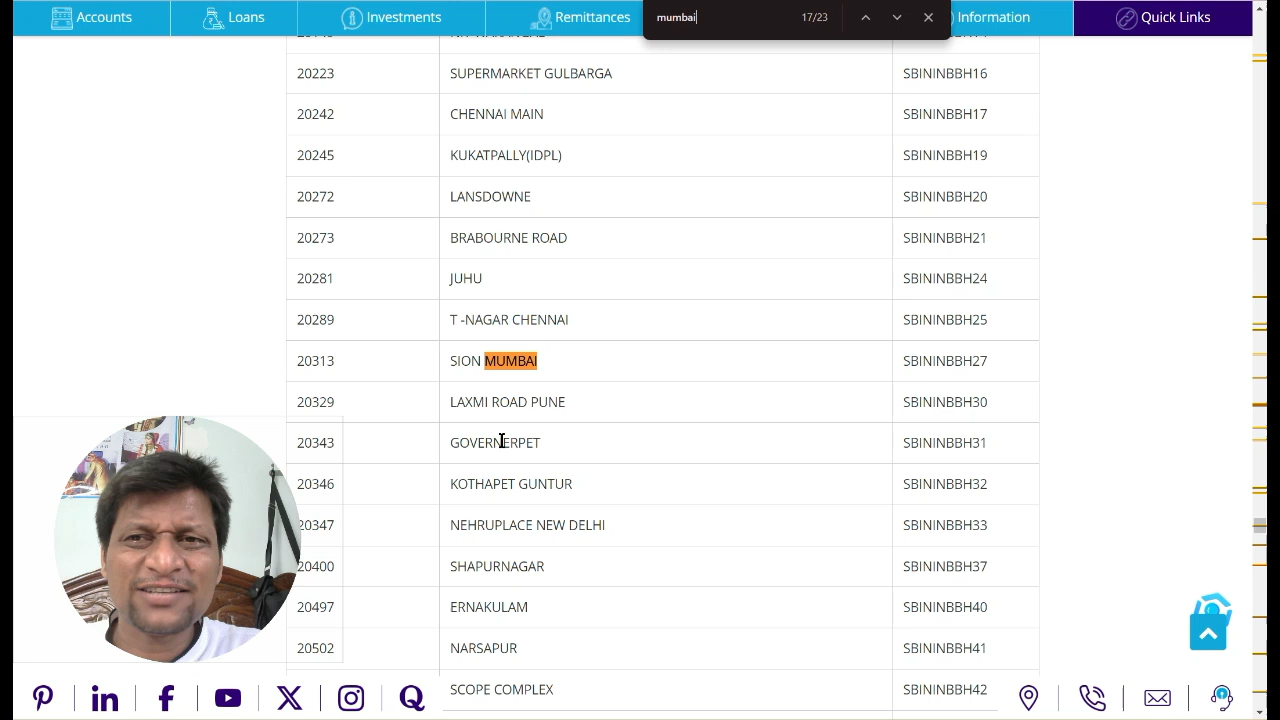 Accounts
Loans
Investments
Remittances
mumbai
17/23
Information
Quick Links
20223 SUPERMARKET GULBARGA SBININBBH16
20242 CHENNAI MAIN SBININBBH17
20245 KUKATPALLY(IDPL) SBININBBH19
20272 LANSDOWNE SBININBBH20
20273 BRABOURNE ROAD SBININBBH21
20281 JUHU SBININBBH24
20289 T -NAGAR CHENNAI SBININBBH25
20313 SION MUMBAI SBININBBH27
20329 LAXMI ROAD PUNE SBININBBH30
20343 GOVERNERPET SBININBBH31
20346 KOTHAPET GUNTUR SBININBBH32
20347 NEHRUPLACE NEW DELHI SBININBBH33
20400 SHAPURNAGAR SBININBBH37
20497 ERNAKULAM SBININBBH40
20502 NARSAPUR SBININBBH41
SCOPE COMPLEX SBININBBH42